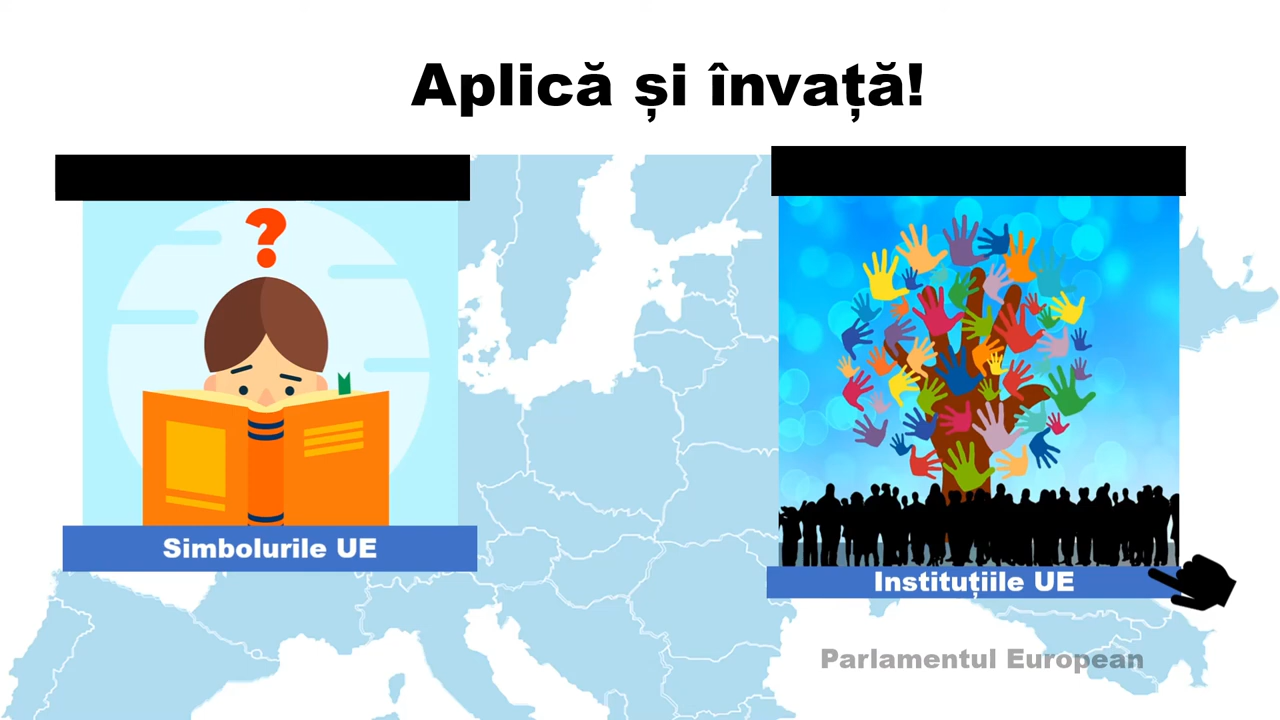 Aplică și învață!
Simbolurile UE
Instituțiile UE
Parlamentul European